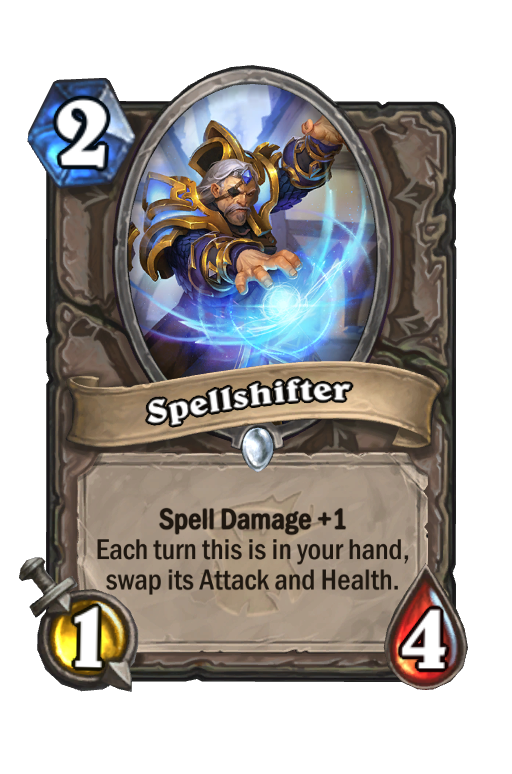 2
Spellshifter
Spell Damage +1
Each turn this is in your hand,
swap its Attack and Health.
1
4